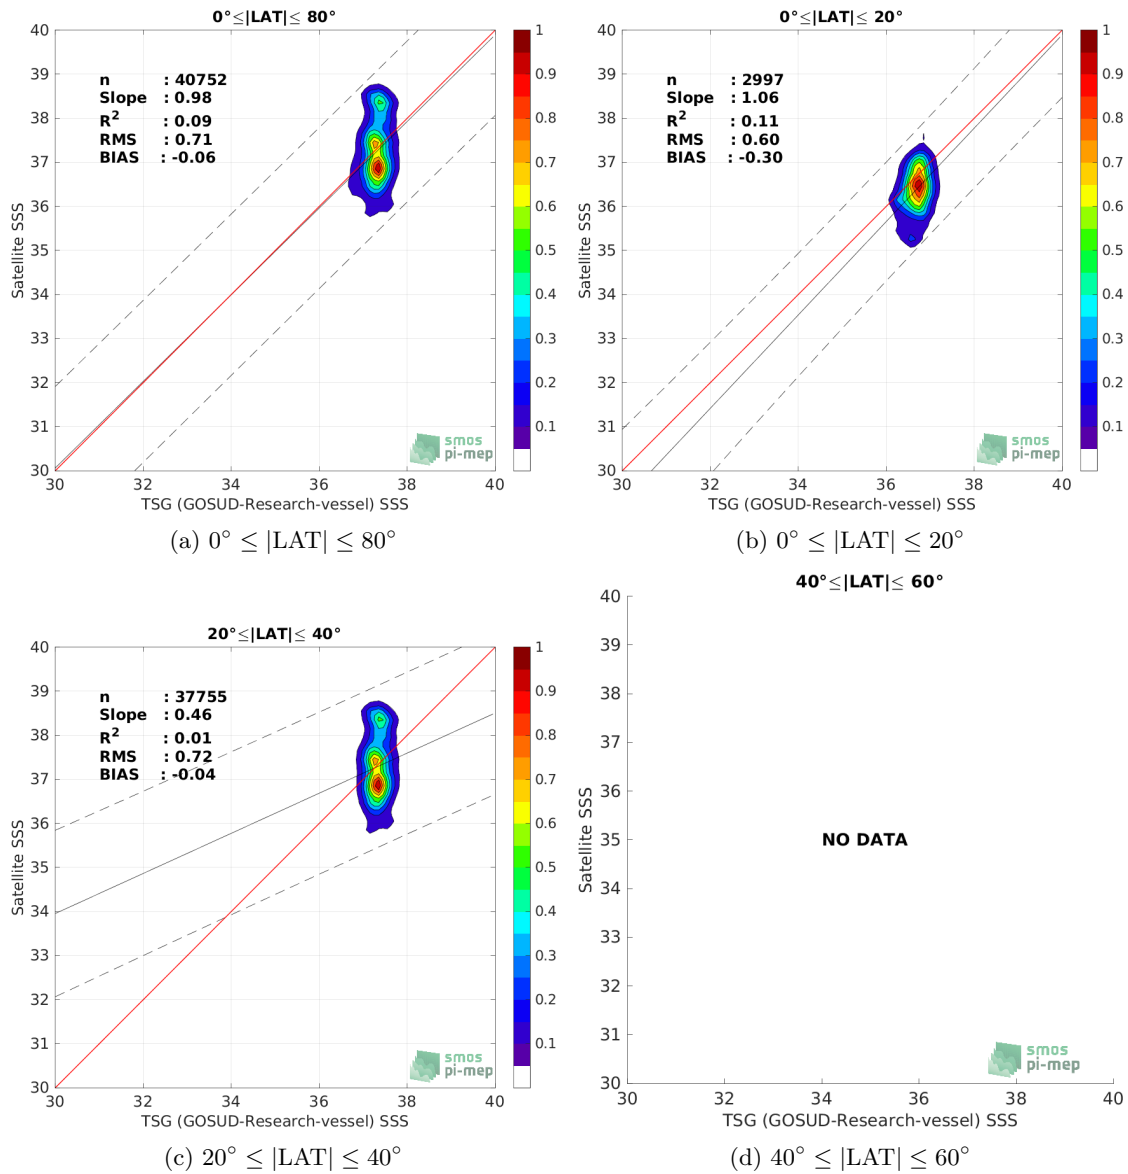 0°≤|LAT|≤ 80°
40
39
38
37
36
35
34
33
32
31
30
30 32 34 36 38 40
n : 40752
Slope : 0.98
R² : 0.09
RMS : 0.71
BIAS : -0.06
Satellite SSS
TSG (GOSUD-Research-vessel) SSS
smos
pi-mep
1
0.9
0.8
0.7
0.6
0.5
0.4
0.3
0.2
0.1
(a) 0° ≤ |LAT| ≤ 80°
0°≤|LAT|≤ 20°
40
39
38
37
36
35
34
33
32
31
30
30 32 34 36 38 40
n : 2997
Slope : 1.06
R² : 0.11
RMS : 0.60
BIAS : -0.30
Satellite SSS
TSG (GOSUD-Research-vessel) SSS
smos
pi-mep
1
0.9
0.8
0.7
0.6
0.5
0.4
0.3
0.2
0.1
(b) 0° ≤ |LAT| ≤ 20°
20°≤|LAT|≤ 40°
40
39
38
37
36
35
34
33
32
31
30
30 32 34 36 38 40
n : 37755
Slope : 0.46
R² : 0.01
RMS : 0.72
BIAS : -0.04
Satellite SSS
TSG (GOSUD-Research-vessel) SSS
smos
pi-mep
1
0.9
0.8
0.7
0.6
0.5
0.4
0.3
0.2
0.1
(c) 20° ≤ |LAT| ≤ 40°
40°≤|LAT|≤ 60°
40
39
38
37
36
35
34
33
32
31
30
30 32 34 36 38 40
NO DATA
Satellite SSS
TSG (GOSUD-Research-vessel) SSS
smos
pi-mep
(d) 40° ≤ |LAT| ≤ 60°